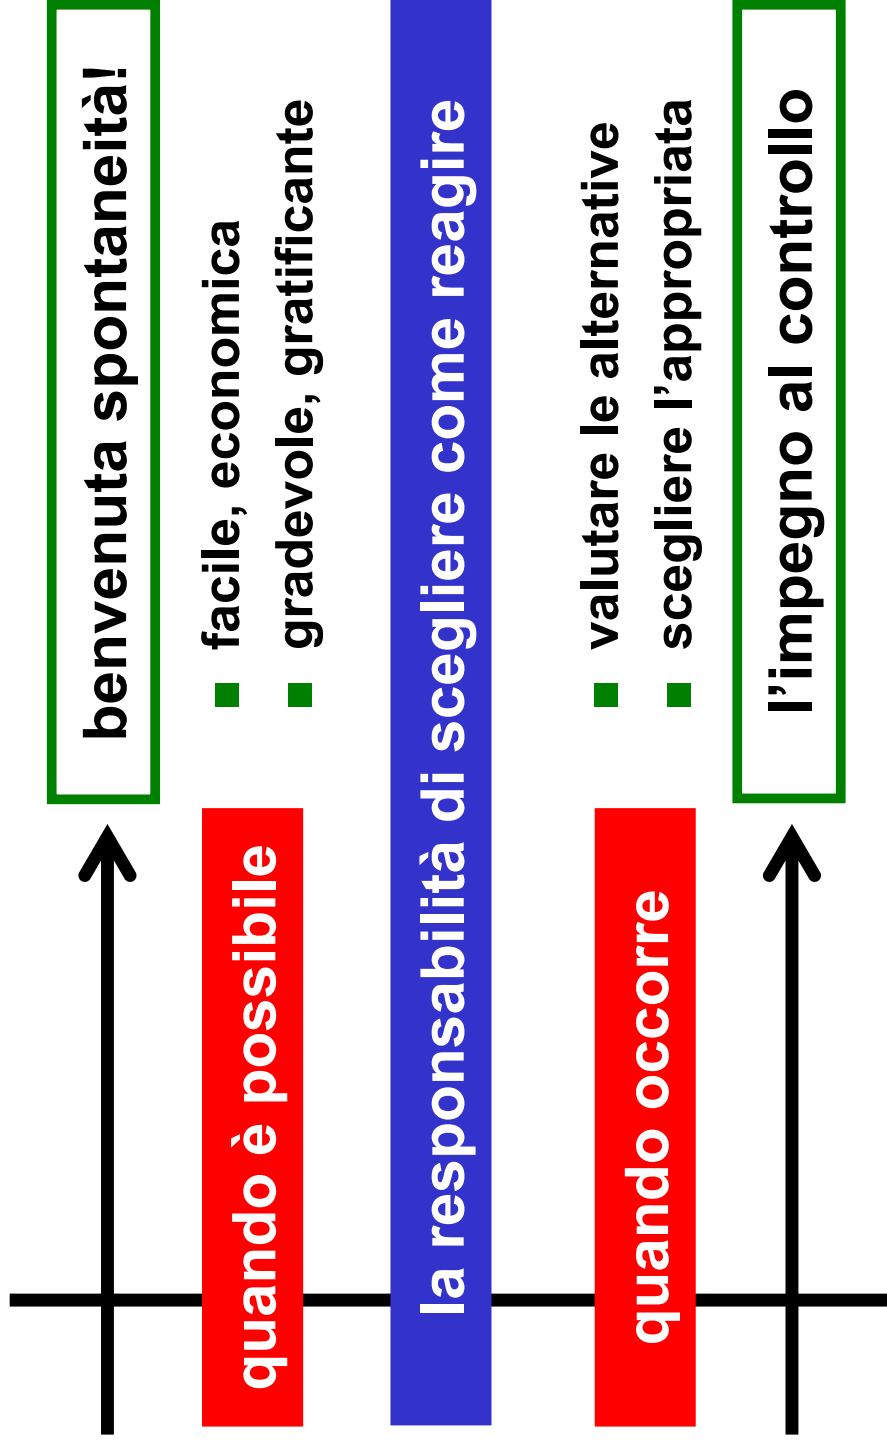 benvenuta spontaneità!
quando è possibile
facile, economica
gradevole, gratificante
la responsabilità di scegliere come reagire
quando occorre
valutare le alternative
scegliere l’appropriata
l’impegno al controllo